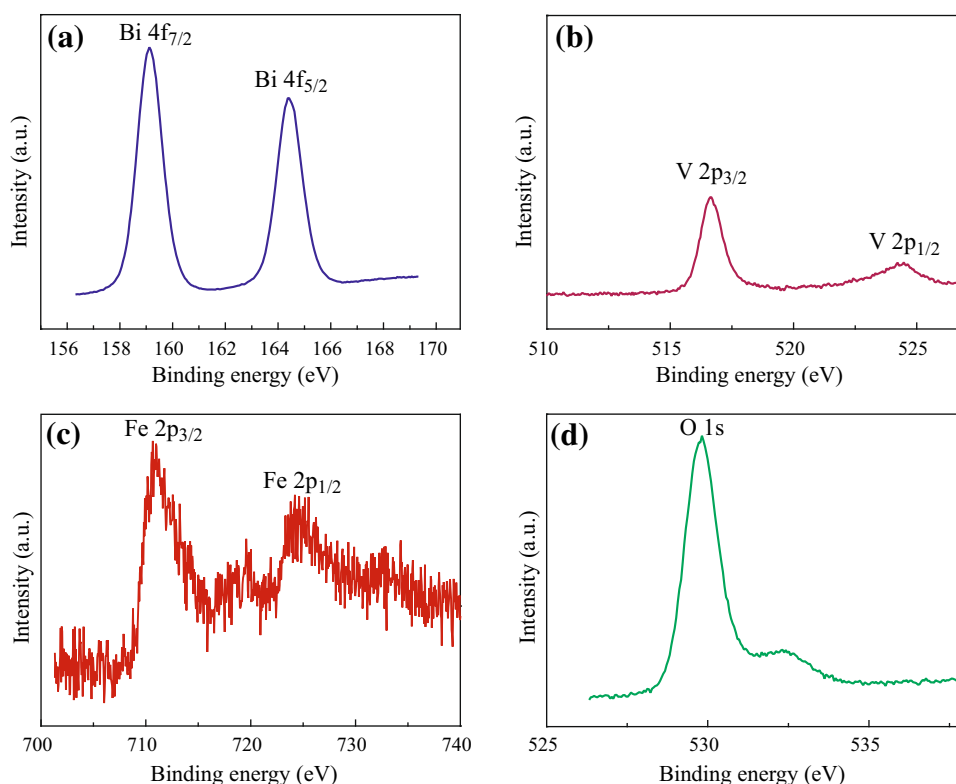 (a)
Bi 4f7/2
Bi 4f5/2
Intensity (a.u.)
156 158 160 162 164 166 168 170
Binding energy (eV)
(b)
V 2p3/2
V 2p1/2
Intensity (a.u.)
510 515 520 525
Binding energy (eV)
(c)
Fe 2p3/2
Fe 2p1/2
Intensity (a.u.)
700 710 720 730 740
Binding energy (eV)
(d)
O 1s
Intensity (a.u.)
525 530 535
Binding energy (eV)